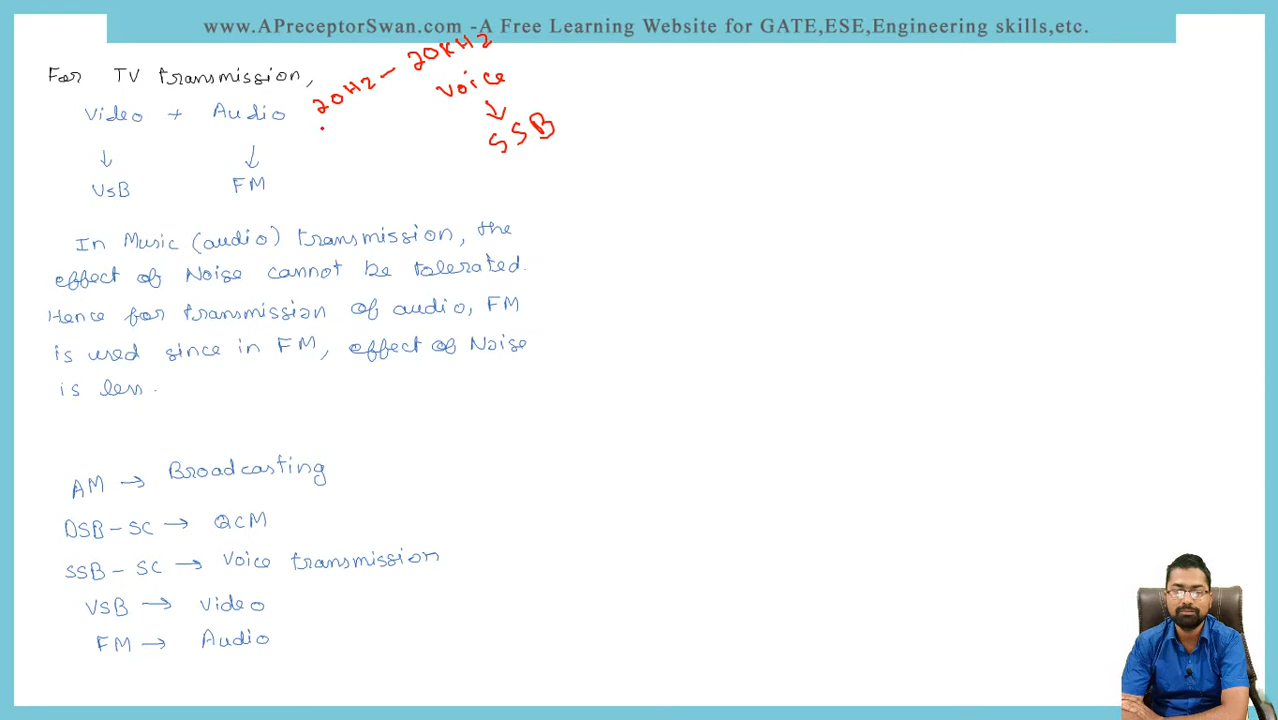 www.APreceptorSwan.com -A Free Learning Website for GATE,ESE,Engineering skills,etc.
For TV transmission,
Video + Audio
20Hz - 20KHz
Voice
↓
SSB
↓ ↓
VSB FM
In Music (audio) transmission, the
effect of Noise cannot be tolerated.
Hence for transmission of audio, FM
is used since in FM, effect of Noise
is less.
AM → Broadcasting
DSB-SC → QCM
SSB-SC → Voice transmission
VSB → Video
FM → Audio